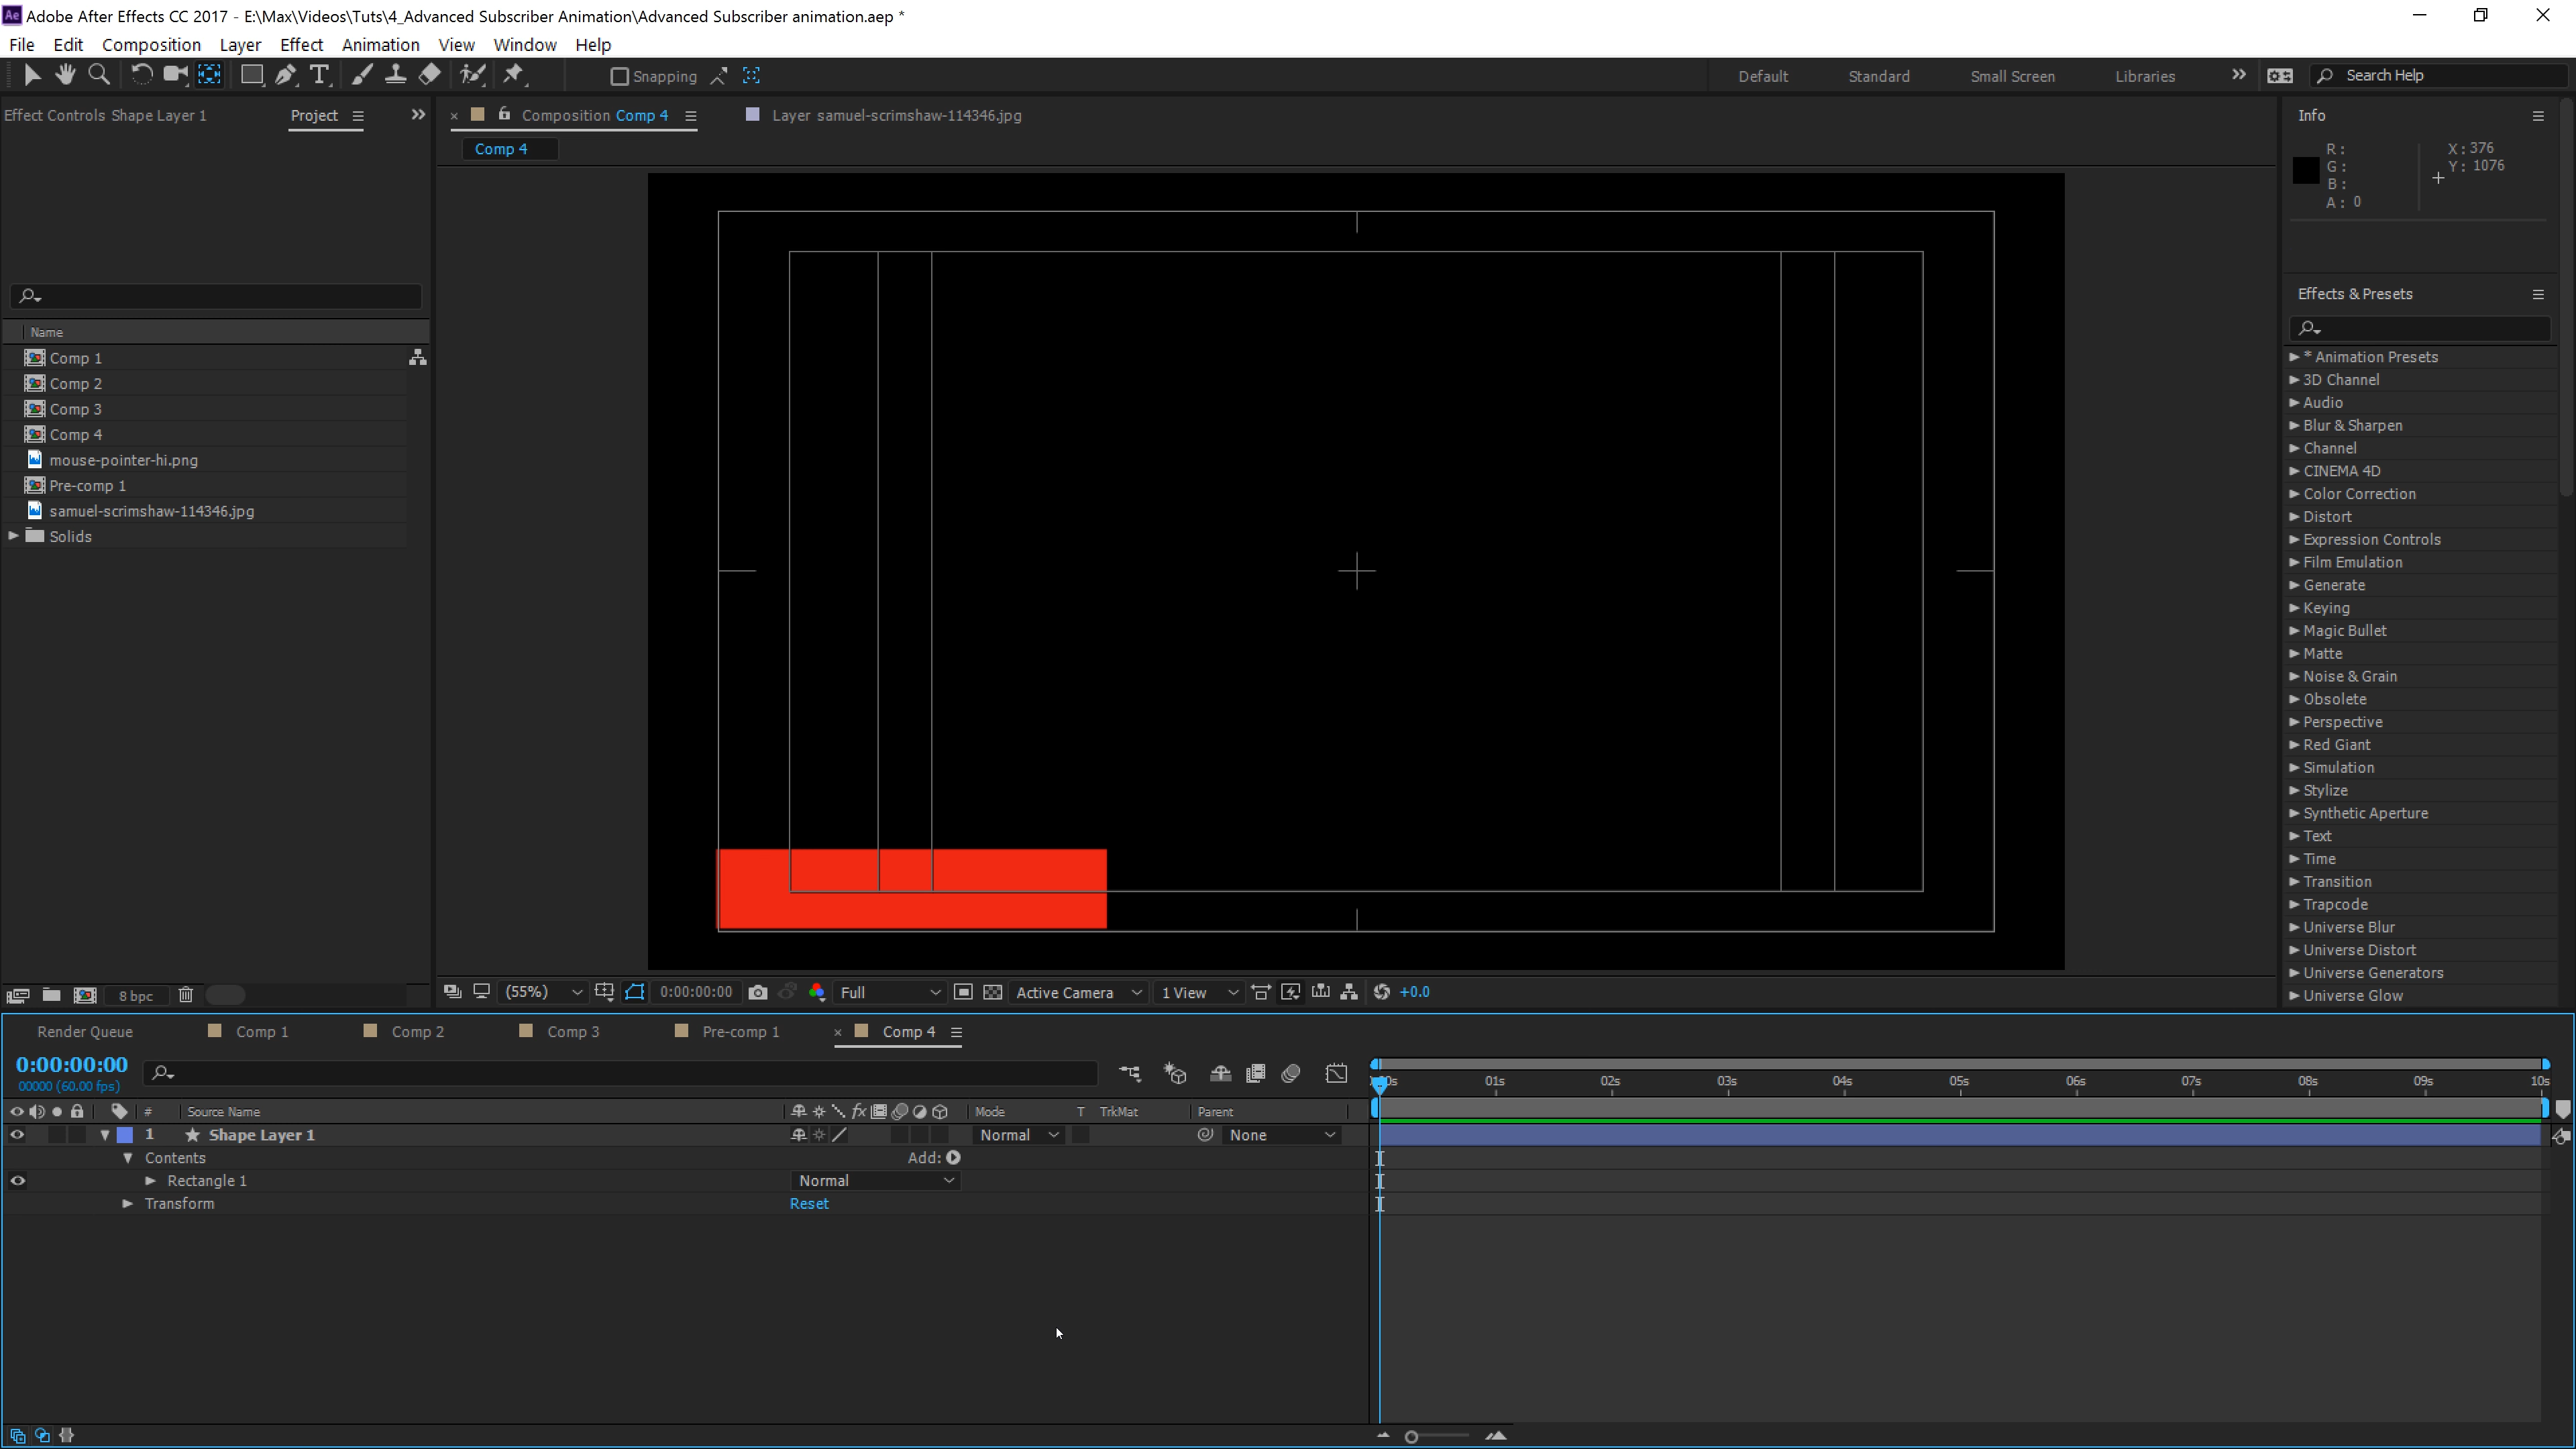 Ae Adobe After Effects CC 2017 - E:\Max\Videos\Tuts\4_Advanced Subscriber Animation\Advanced Subscriber animation.aep *
File Edit Composition Layer Effect Animation View Window Help
Snapping Default Standard Small Screen Libraries Search Help
Effect Controls Shape Layer 1 Project Composition Comp 4 Layer samuel-scrimshaw-114346.jpg
Comp 4
Name
Comp 1
Comp 2
Comp 3
Comp 4
mouse-pointer-hi.png
Pre-comp 1
samuel-scrimshaw-114346.jpg
Solids
8 bpc
(55%) 0:00:00:00 Full Active Camera 1 View +0.0
Info
R: X: 376
G: Y: 1076
B:
A: 0
Effects & Presets
* Animation Presets
3D Channel
Audio
Blur & Sharpen
Channel
CINEMA 4D
Color Correction
Distort
Expression Controls
Film Emulation
Generate
Keying
Magic Bullet
Matte
Noise & Grain
Obsolete
Perspective
Red Giant
Simulation
Stylize
Synthetic Aperture
Text
Time
Transition
Trapcode
Universe Blur
Universe Distort
Universe Generators
Universe Glow
Render Queue Comp 1 Comp 2 Comp 3 Pre-comp 1 Comp 4
0:00:00:00
00000 (60.00 fps)
01s 02s 03s 04s 05s 06s 07s 08s 09s 10s
# Source Name fx Mode T TrkMat Parent
1 Shape Layer 1 Normal None
Contents Add:
Rectangle 1 Normal
Transform Reset